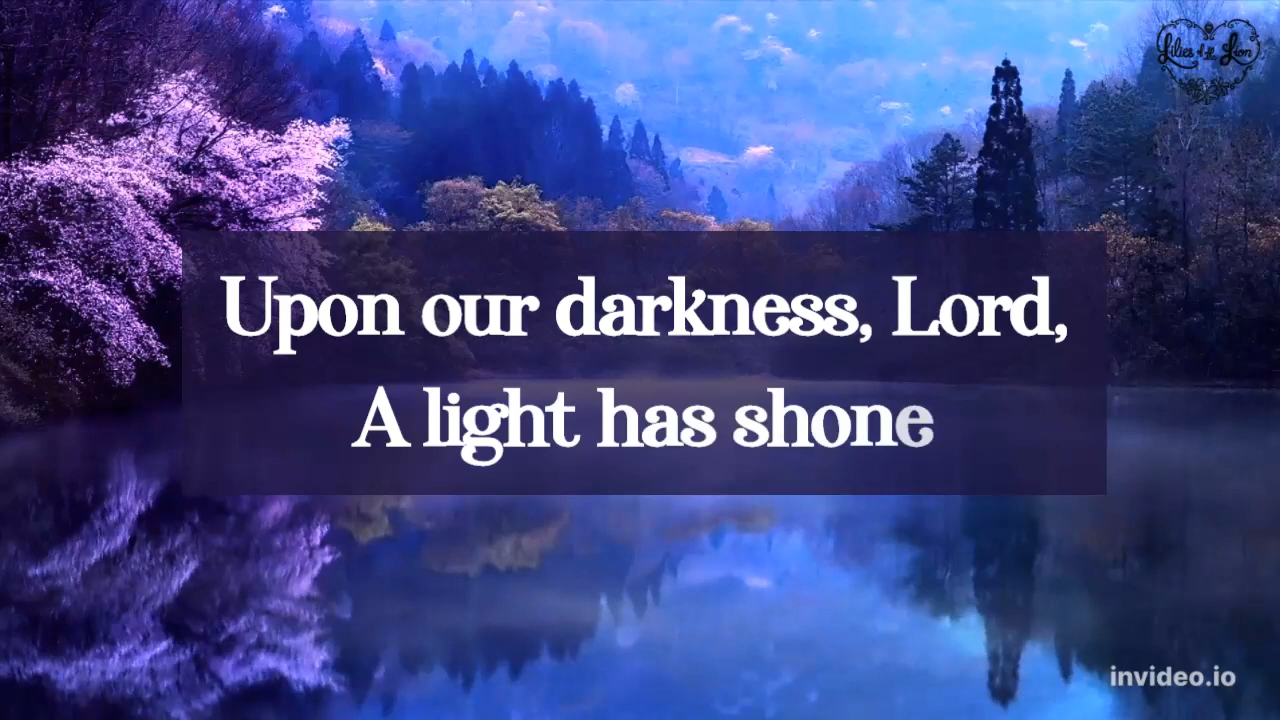 Lilies of the Lion
Upon our darkness, Lord,
A light has shone
invideo.io